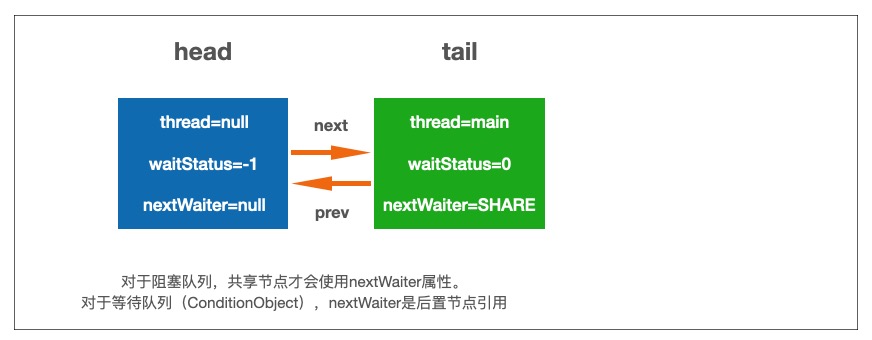 head tail
thread=null next thread=main
waitStatus=-1 waitStatus=0
nextWaiter=null prev nextWaiter=SHARE
对于阻塞队列，共享节点才会使用nextWaiter属性。
对于等待队列（ConditionObject），nextWaiter是后置节点引用